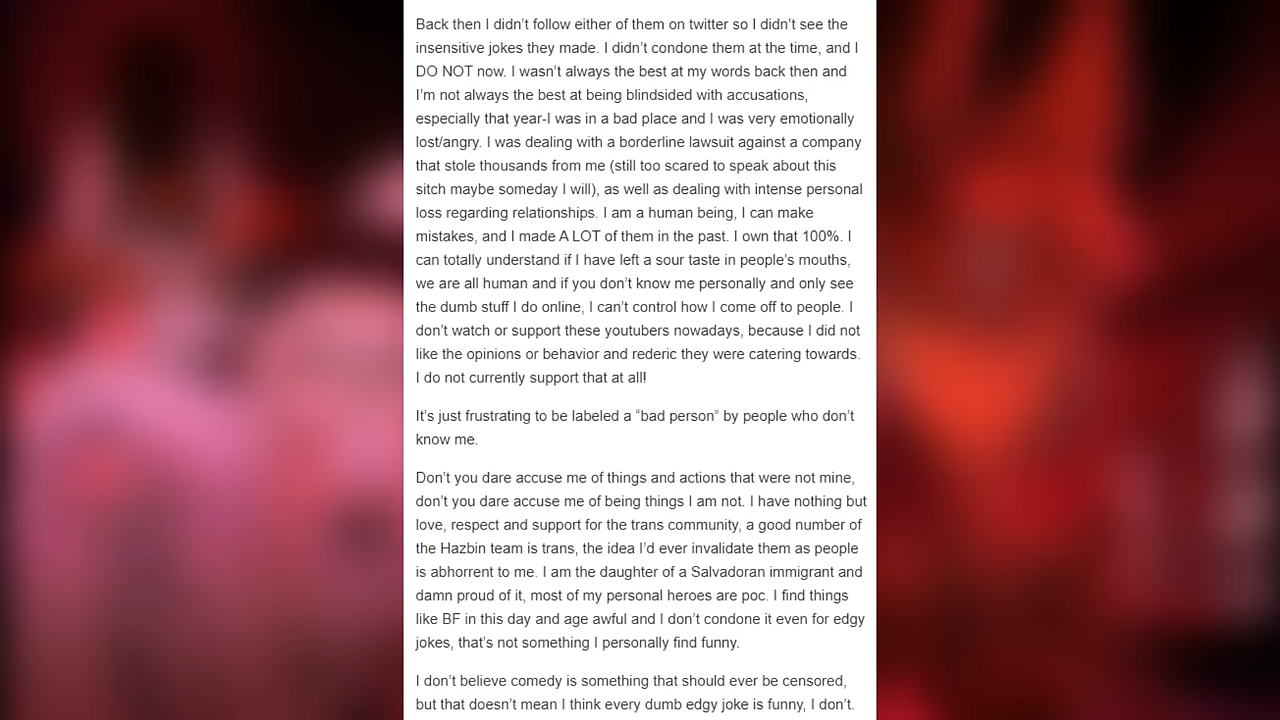 Back then I didn’t follow either of them on twitter so I didn’t see the
insensitive jokes they made. I didn’t condone them at the time, and I
DO NOT now. I wasn’t always the best at my words back then and
I’m not always the best at being blindsided with accusations,
especially that year-I was in a bad place and I was very emotionally
lost/angry. I was dealing with a borderline lawsuit against a company
that stole thousands from me (still too scared to speak about this
sitch maybe someday I will), as well as dealing with intense personal
loss regarding relationships. I am a human being, I can make
mistakes, and I made A LOT of them in the past. I own that 100%. I
can totally understand if I have left a sour taste in people’s mouths,
we are all human and if you don’t know me personally and only see
the dumb stuff I do online, I can’t control how I come off to people. I
don’t watch or support these youtubers nowadays, because I did not
like the opinions or behavior and rederic they were catering towards.
I do not currently support that at all!
It’s just frustrating to be labeled a “bad person” by people who don’t
know me.
Don’t you dare accuse me of things and actions that were not mine,
don’t you dare accuse me of being things I am not. I have nothing but
love, respect and support for the trans community, a good number of
the Hazbin team is trans, the idea I’d ever invalidate them as people
is abhorrent to me. I am the daughter of a Salvadoran immigrant and
damn proud of it, most of my personal heroes are poc. I find things
like BF in this day and age awful and I don’t condone it even for edgy
jokes, that’s not something I personally find funny.
I don’t believe comedy is something that should ever be censored,
but that doesn’t mean I think every dumb edgy joke is funny, I don’t.